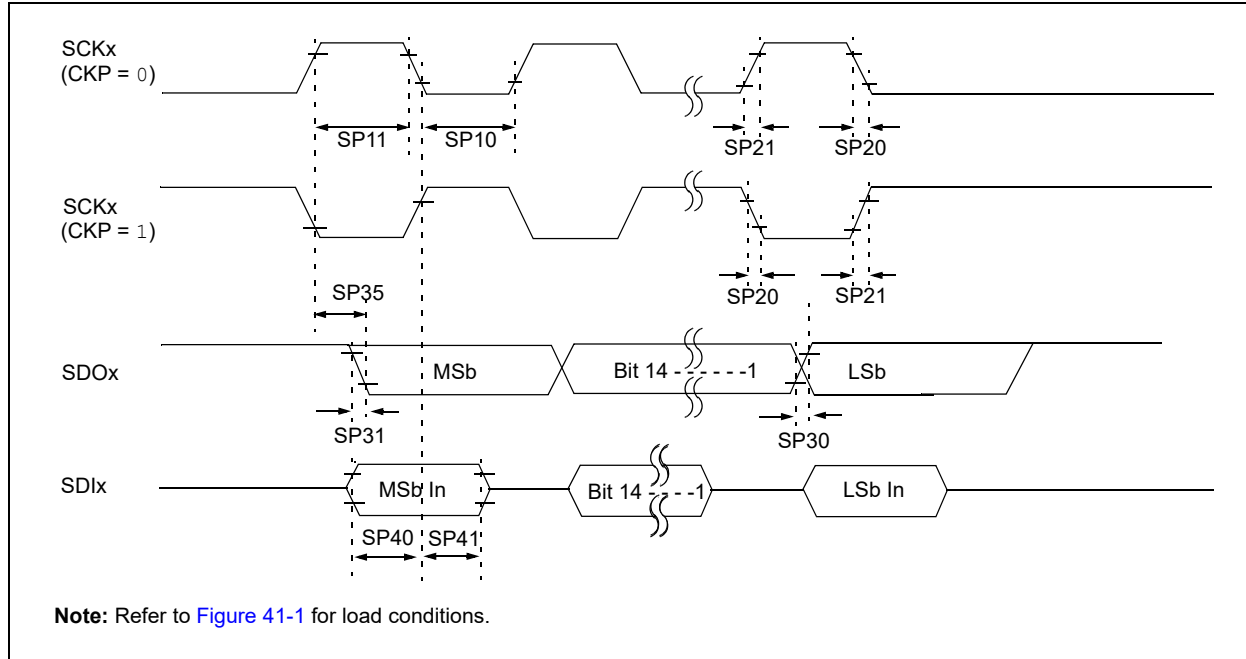 SCKx
(CKP = 0)
SP11
SP10
SP21
SP20
SCKx
(CKP = 1)
SP35
SP20
SP21
SDOx
MSb
Bit 14 - - - - - -1
LSb
SP31
SP30
SDIx
MSb In
Bit 14 - - - - -1
LSb In
SP40
SP41
Note: Refer to Figure 41-1 for load conditions.